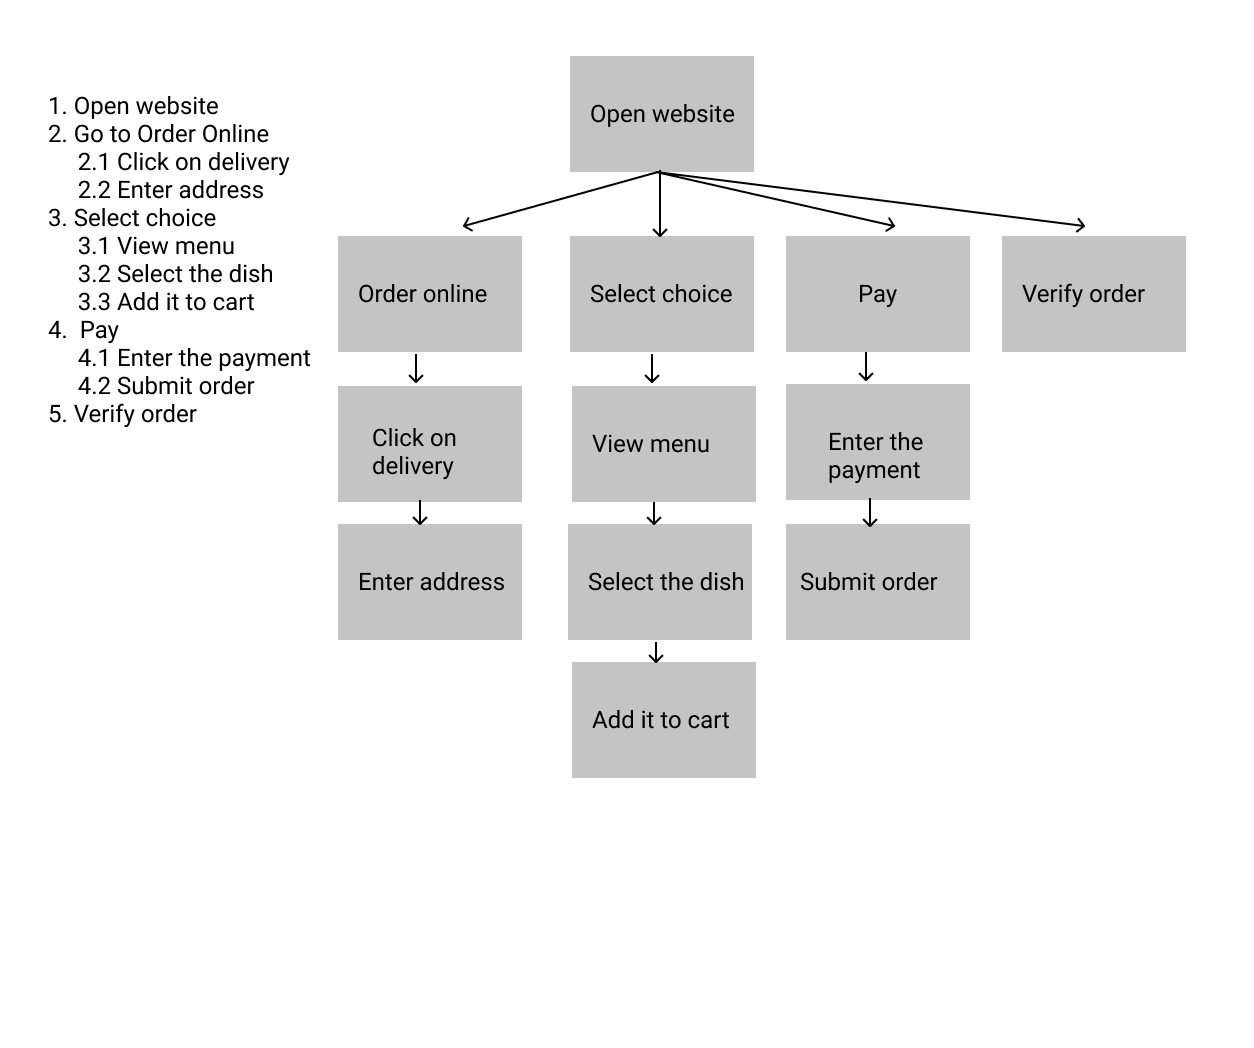 1. Open website
2. Go to Order Online
2.1 Click on delivery
2.2 Enter address
3. Select choice
3.1 View menu
3.2 Select the dish
3.3 Add it to cart
4.  Pay
4.1 Enter the payment
4.2 Submit order
5. Verify order
Open website
Order online
Select choice
Pay
Verify order
Click on
delivery
View menu
Enter the
payment
Enter address
Select the dish
Submit order
Add it to cart